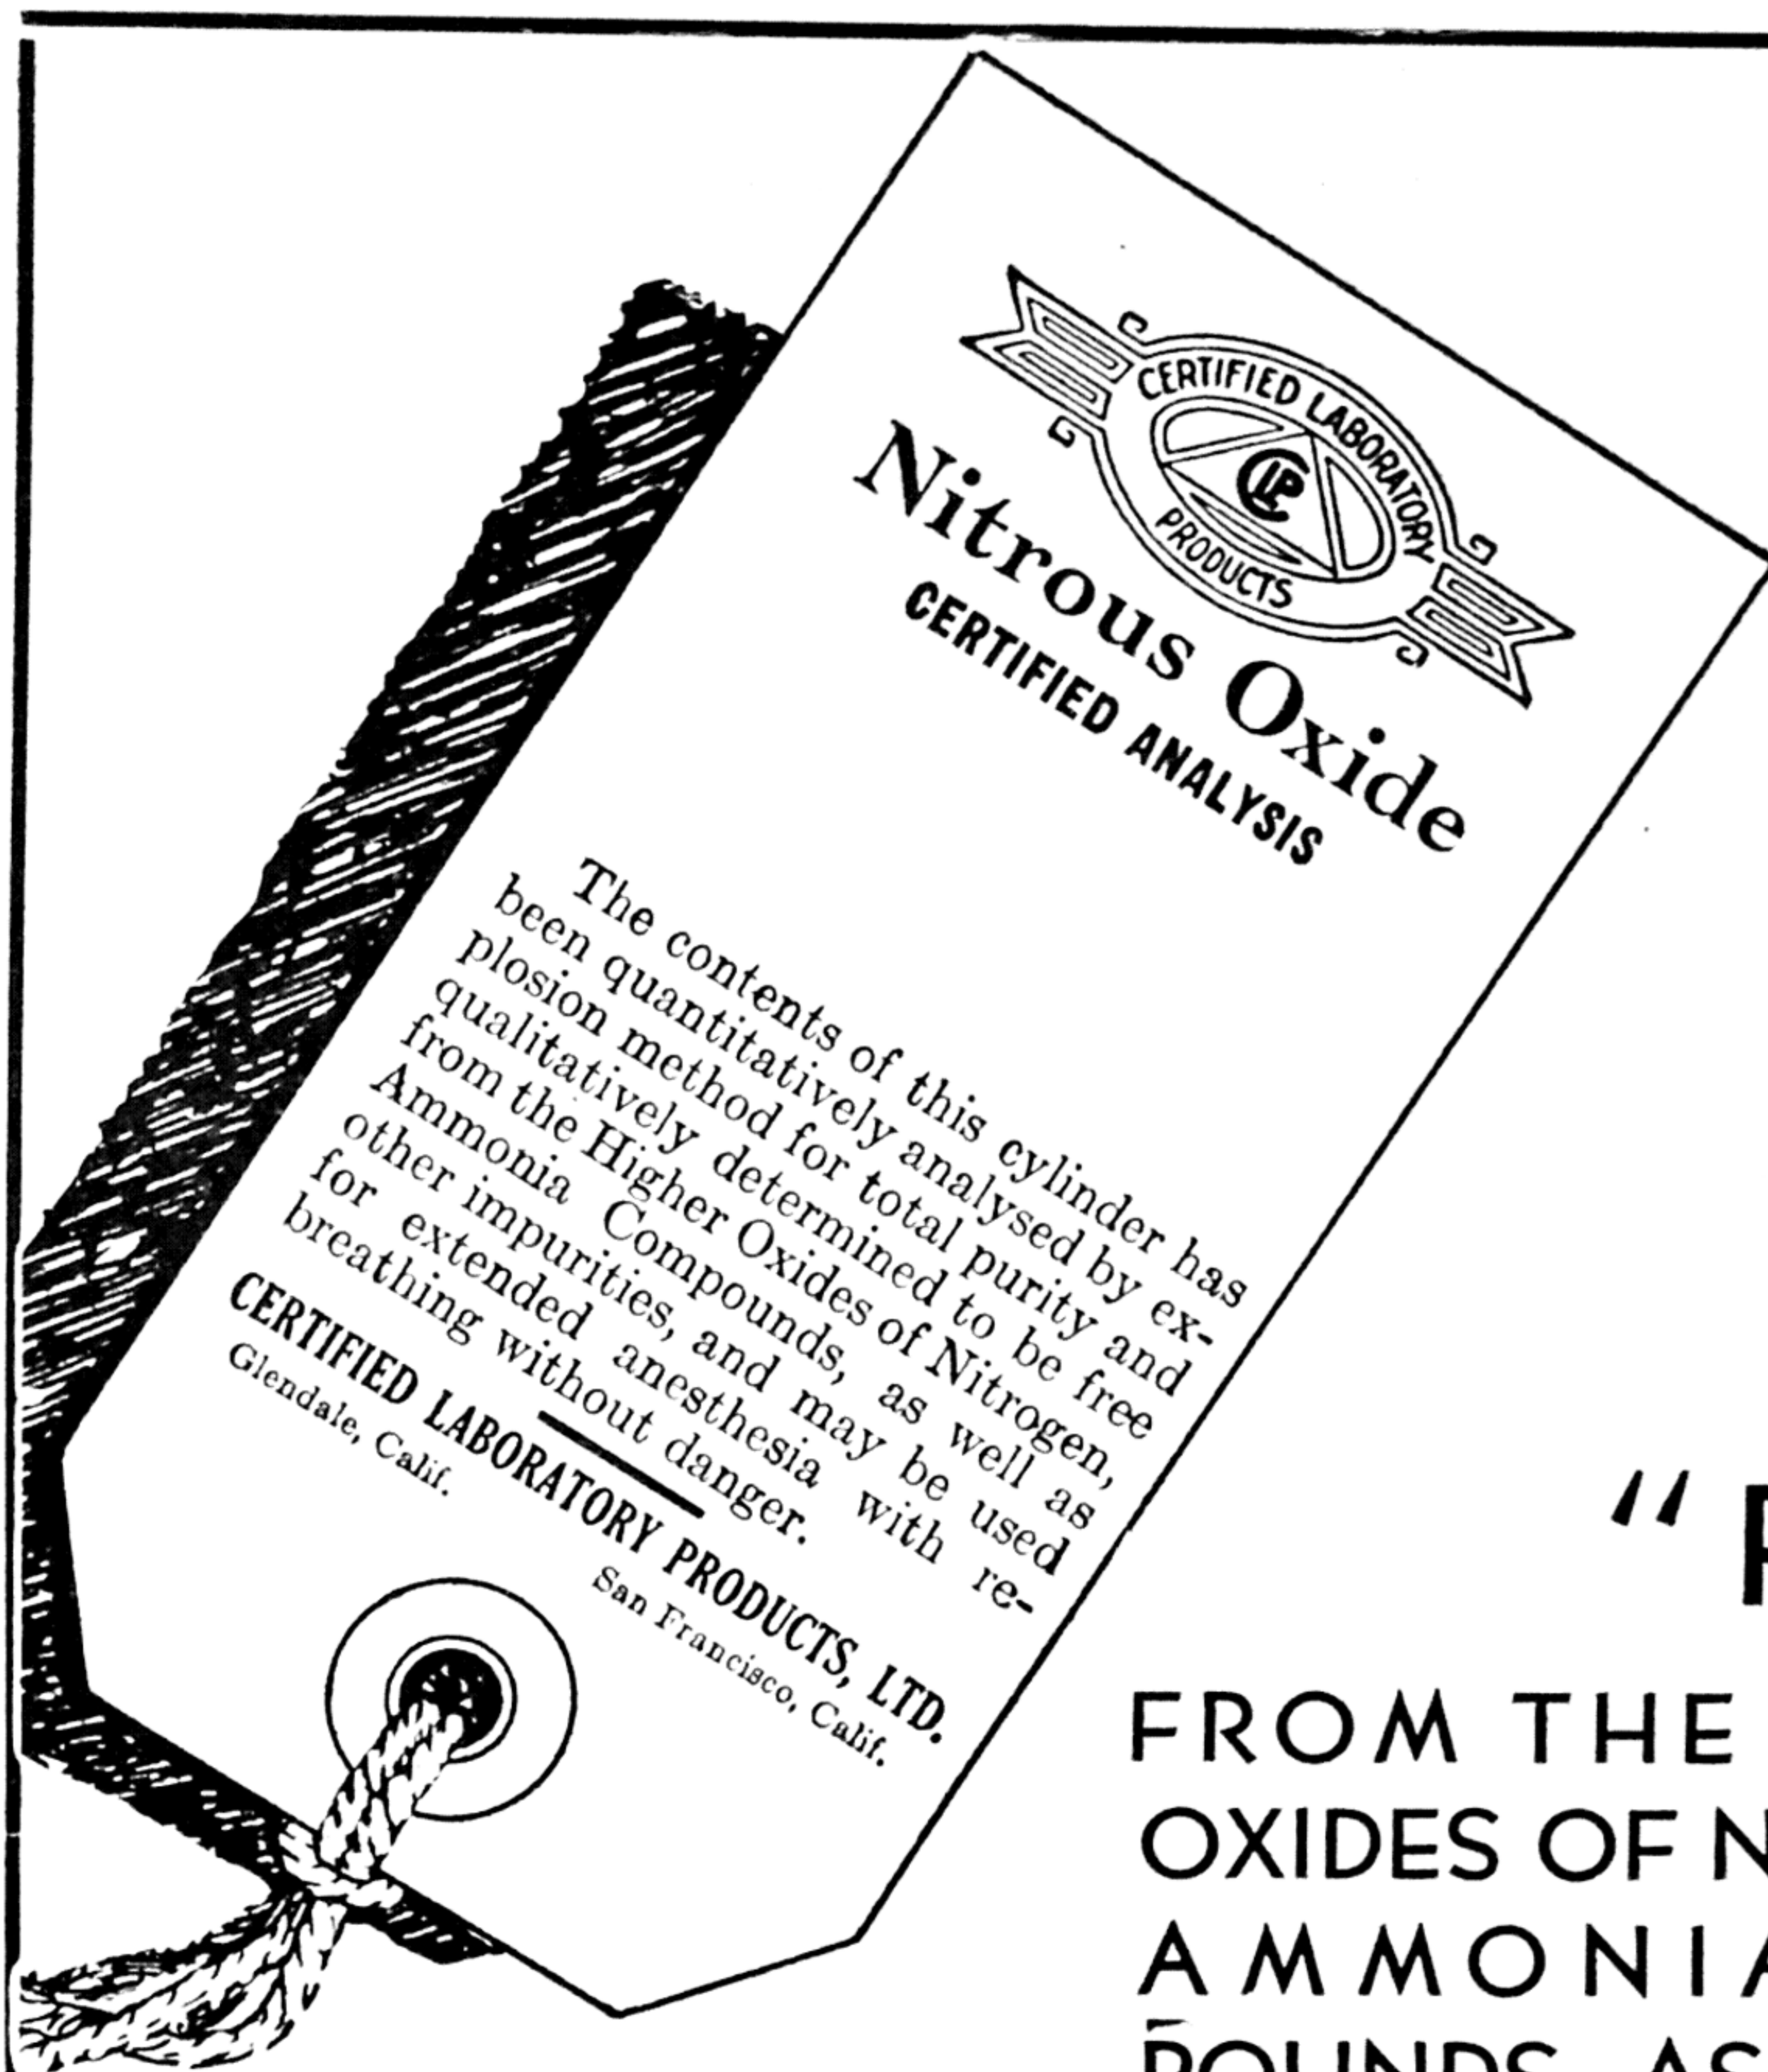 CERTIFIED LABORATORY
CLP
PRODUCTS
Nitrous Oxide
CERTIFIED ANALYSIS
The contents of this cylinder has
been quantitatively analysed by ex-
plosion method for total purity and
qualitatively determined to be free
from the Higher Oxides of Nitrogen,
Ammonia Compounds, as well as
other impurities, and may be used
for extended anesthesia with re-
breathing without danger.
CERTIFIED LABORATORY PRODUCTS, LTD.
Glendale, Calif. San Francisco, Calif.
"
FROM THE
OXIDES OF N
AMMONIA
POUNDS, AS